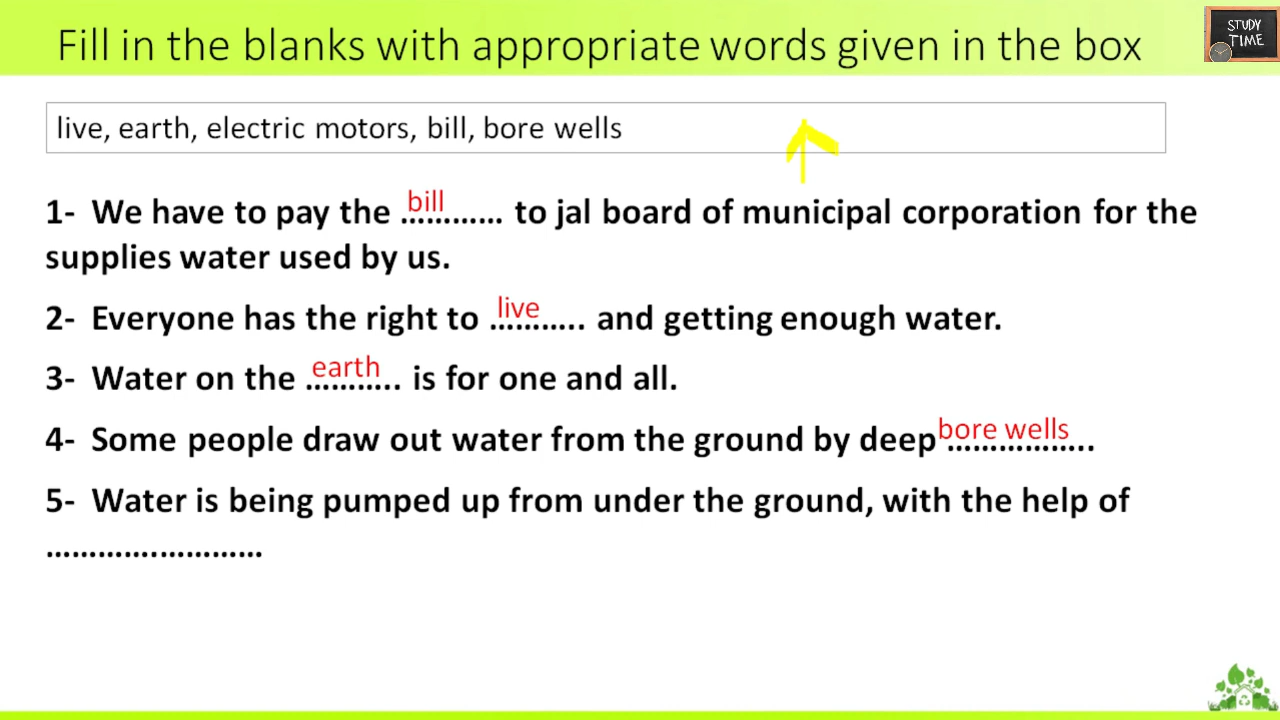 Fill in the blanks with appropriate words given in the box
STUDY
TIME
live, earth, electric motors, bill, bore wells
1- We have to pay the bill ………… to jal board of municipal corporation for the
supplies water used by us.
2- Everyone has the right to live ……….. and getting enough water.
3- Water on the earth ……….. is for one and all.
4- Some people draw out water from the ground by deep bore wells ……………..
5- Water is being pumped up from under the ground, with the help of
………….…………